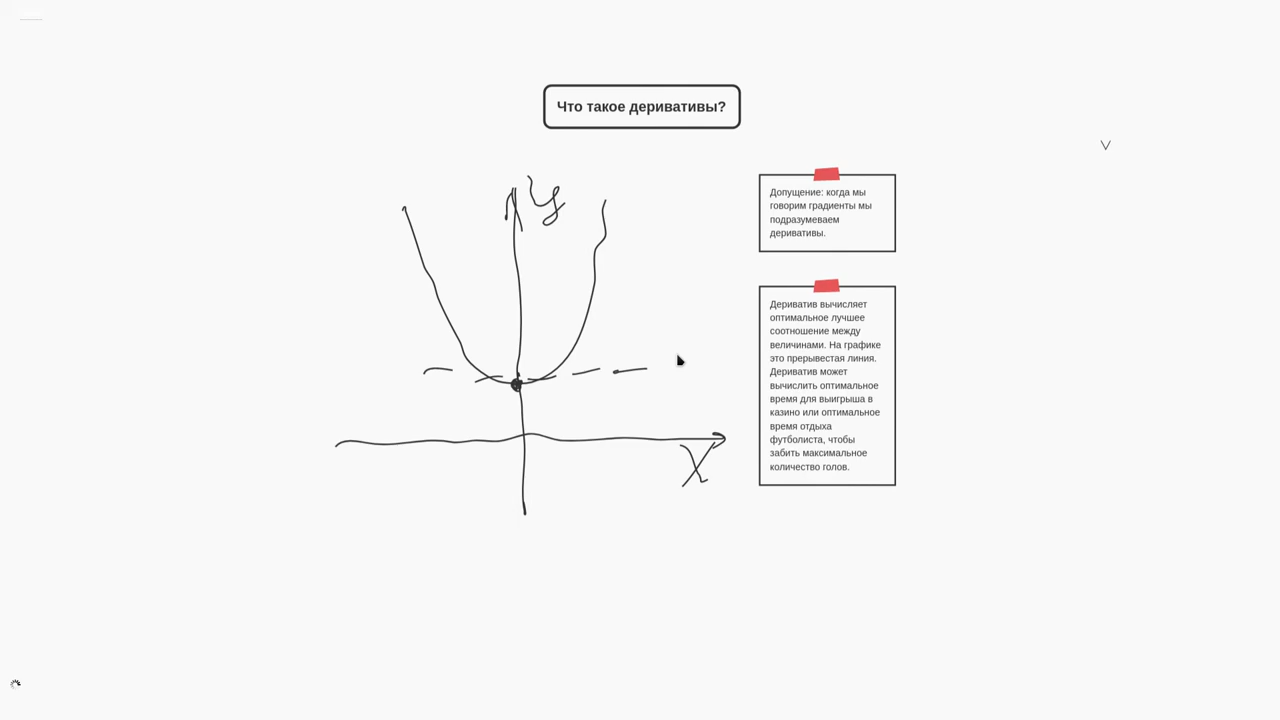 Что такое деривативы?
y
Допущение: когда мы
говорим градиенты мы
подразумеваем
деривативы.
Дериватив вычисляет
оптимальное лучшее
соотношение между
величинами. На графике
это прерывестая линия.
Дериватив может
вычислить оптимальное
время для выигрыша в
казино или оптимальное
время отдыха
футболиста, чтобы
забить максимальное
количество голов.
X